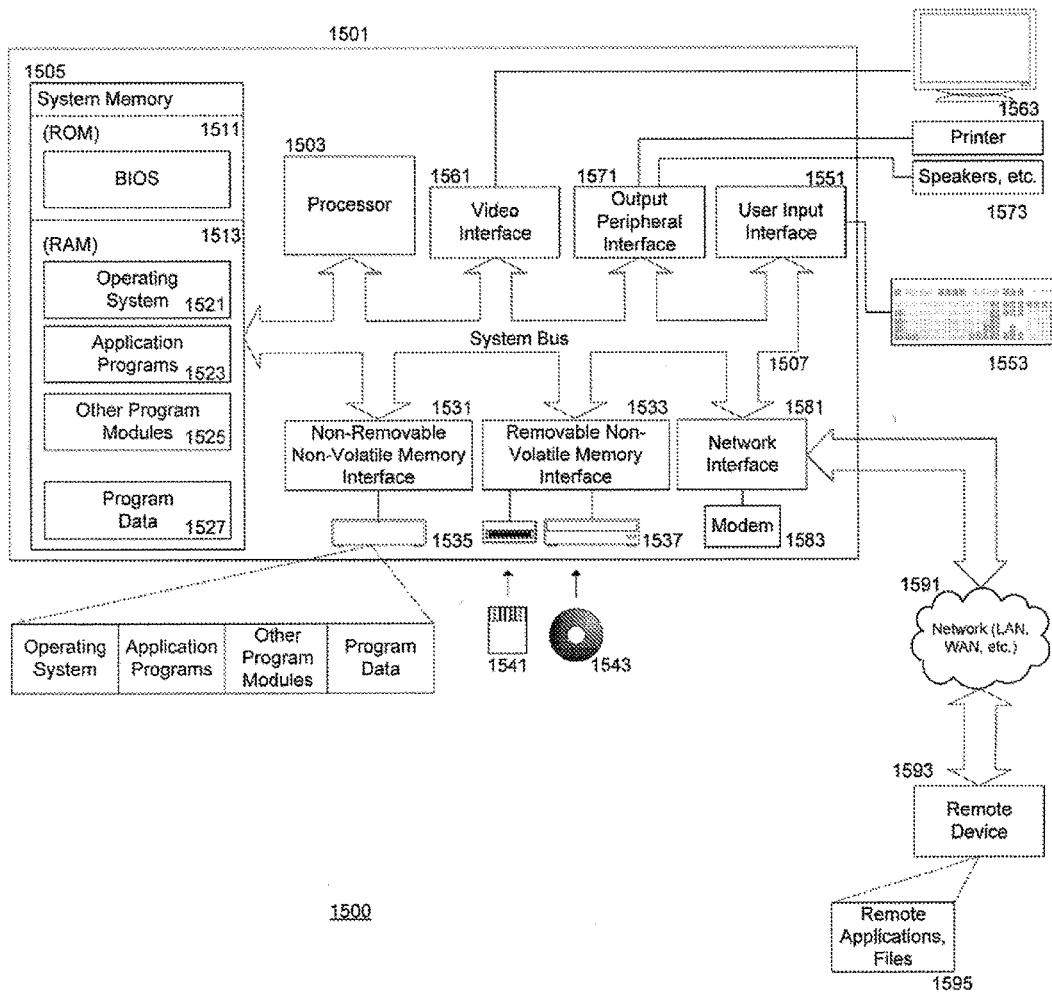 1501
1505
System Memory
(ROM)
1511
BIOS
(RAM)
1513
Operating
System
1521
Application
Programs
1523
Other Program
Modules
1525
Program
Data
1527
1503
Processor
1561
Video
Interface
1571
Output
Peripheral
Interface
1551
User Input
Interface
1563
Printer
Speakers, etc.
1573
1553
System Bus
1507
1531
Non-Removable
Non-Volatile Memory
Interface
1533
Removable Non-
Volatile Memory
Interface
1581
Network
Interface
1535
1537
Modem
1583
Operating
System
Application
Programs
Other
Program
Modules
Program
Data
1541
1543
1591
Network (LAN,
WAN, etc.)
1593
Remote
Device
Remote
Applications,
Files
1595
1500